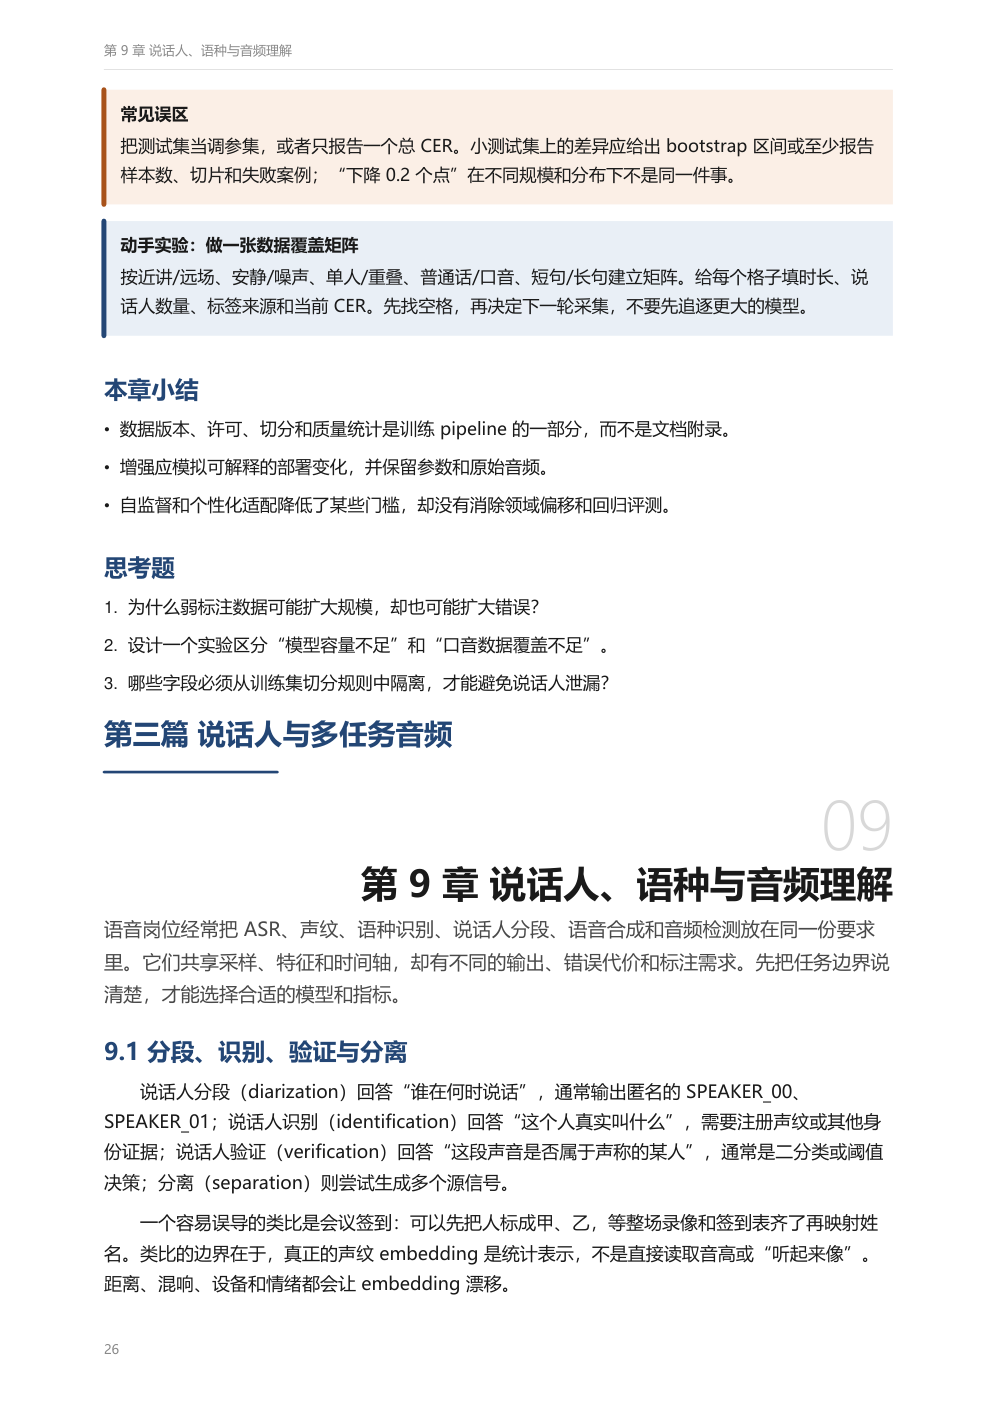 第 9 章 说话人、语种与音频理解
常见误区
把测试集当调参集，或者只报告一个总 CER。小测试集上的差异应给出 bootstrap 区间或至少报告
样本数、切片和失败案例；“下降 0.2 个点”在不同规模和分布下不是同一件事。
动手实验：做一张数据覆盖矩阵
按近讲/远场、安静/噪声、单人/重叠、普通话/口音、短句/长句建立矩阵。给每个格子填时长、说
话人数量、标签来源和当前 CER。先找空格，再决定下一轮采集，不要先追逐更大的模型。
本章小结
• 数据版本、许可、切分和质量统计是训练 pipeline 的一部分，而不是文档附录。
• 增强应模拟可解释的部署变化，并保留参数和原始音频。
• 自监督和个性化适配降低了某些门槛，却没有消除领域偏移和回归评测。
思考题
1. 为什么弱标注数据可能扩大规模，却也可能扩大错误？
2. 设计一个实验区分“模型容量不足”和“口音数据覆盖不足”。
3. 哪些字段必须从训练集切分规则中隔离，才能避免说话人泄漏？
第三篇 说话人与多任务音频
09
第 9 章 说话人、语种与音频理解
语音岗位经常把 ASR、声纹、语种识别、说话人分段、语音合成和音频检测放在同一份要求
里。它们共享采样、特征和时间轴，却有不同的输出、错误代价和标注需求。先把任务边界说
清楚，才能选择合适的模型和指标。
9.1 分段、识别、验证与分离
说话人分段（diarization）回答“谁在何时说话”，通常输出匿名的 SPEAKER_00、
SPEAKER_01；说话人识别（identification）回答“这个人真实叫什么”，需要注册声纹或其他身
份证据；说话人验证（verification）回答“这段声音是否属于声称的某人”，通常是二分类或阈值
决策；分离（separation）则尝试生成多个源信号。
一个容易误导的类比是会议签到：可以先把人标成甲、乙，等整场录像和签到表齐了再映射姓
名。类比的边界在于，真正的声纹 embedding 是统计表示，不是直接读取音高或“听起来像”。
距离、混响、设备和情绪都会让 embedding 漂移。
26